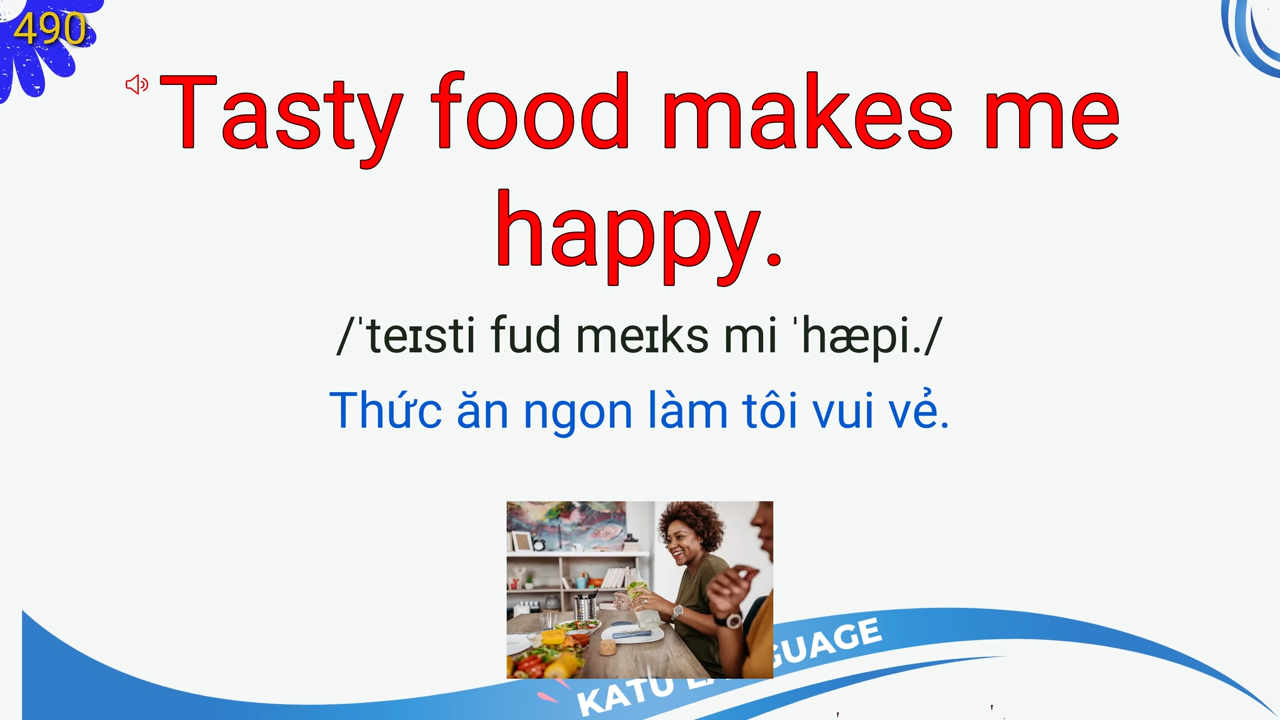 490
Tasty food makes me
happy.
/ˈteɪsti fud meɪks mi ˈhæpi./
Thức ăn ngon làm tôi vui vẻ.
KATU LA GUAGE